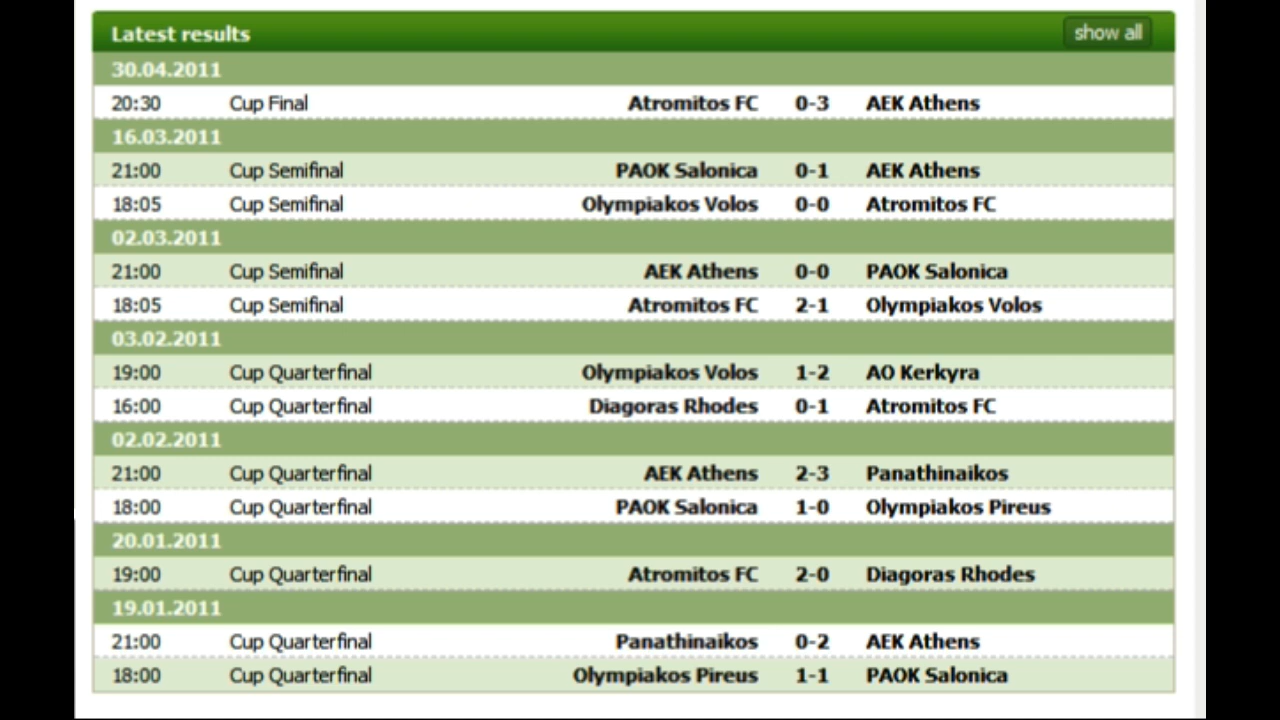 Latest results show all
30.04.2011
20:30 Cup Final Atromitos FC 0-3 AEK Athens
16.03.2011
21:00 Cup Semifinal PAOK Salonica 0-1 AEK Athens
18:05 Cup Semifinal Olympiakos Volos 0-0 Atromitos FC
02.03.2011
21:00 Cup Semifinal AEK Athens 0-0 PAOK Salonica
18:05 Cup Semifinal Atromitos FC 2-1 Olympiakos Volos
03.02.2011
19:00 Cup Quarterfinal Olympiakos Volos 1-2 AO Kerkyra
16:00 Cup Quarterfinal Diagoras Rhodes 0-1 Atromitos FC
02.02.2011
21:00 Cup Quarterfinal AEK Athens 2-3 Panathinaikos
18:00 Cup Quarterfinal PAOK Salonica 1-0 Olympiakos Pireus
20.01.2011
19:00 Cup Quarterfinal Atromitos FC 2-0 Diagoras Rhodes
19.01.2011
21:00 Cup Quarterfinal Panathinaikos 0-2 AEK Athens
18:00 Cup Quarterfinal Olympiakos Pireus 1-1 PAOK Salonica